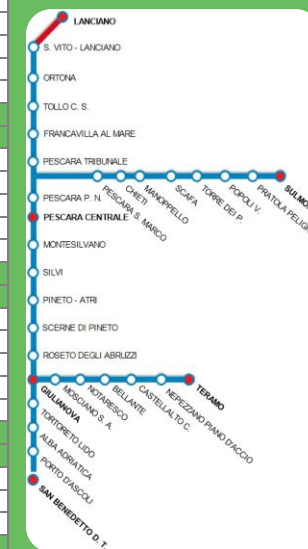 LANCIANO
S. VITO - LANCIANO
ORTONA
TOLLO C. S.
FRANCAVILLA AL MARE
PESCARA TRIBUNALE
PESCARA S. MARCO
CHIETI
MANOPPELLO
SCAFA
TORRE DEI P.
POPOLI V.
PRATOLA PELIG
SULMO
PESCARA P. N.
PESCARA CENTRALE
MONTESILVANO
SILVI
PINETO - ATRI
SCERNE DI PINETO
ROSETO DEGLI ABRUZZI
GIULIANOVA
MOSCIANO S. A.
NOTARESCO
BELLANTE
CASTELLALTO C.
NEPEZZANO PIANO D'ACCIO
TERAMO
TORTORETO LIDO
ALBA ADRIATICA
PORTO D'ASCOLI
SAN BENEDETTO D. T.